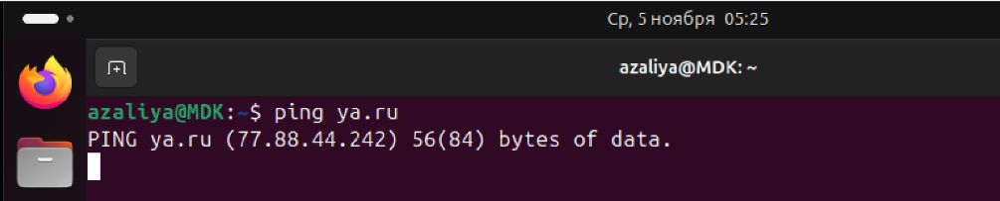 Ср, 5 ноября 05:25
azaliya@MDK: ~
azaliya@MDK:~$ ping ya.ru
PING ya.ru (77.88.44.242) 56(84) bytes of data.